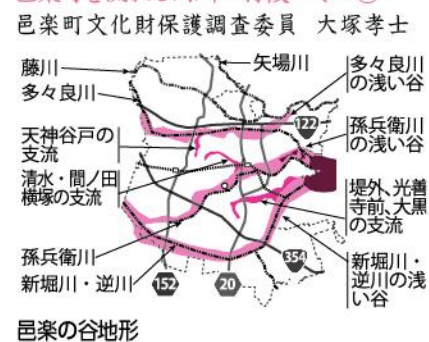 邑楽町文化財保護調査委員 大塚孝士
藤川
多々良川
矢場川
多々良川
の浅い谷
122
孫兵衛川
の浅い谷
天神谷戸の
支流
清水・間ノ田
横塚の支流
堤外、光善
寺前、大黒
の支流
孫兵衛川
新堀川・逆川
354
新堀川・
逆川の浅
い谷
152
20
邑楽の谷地形